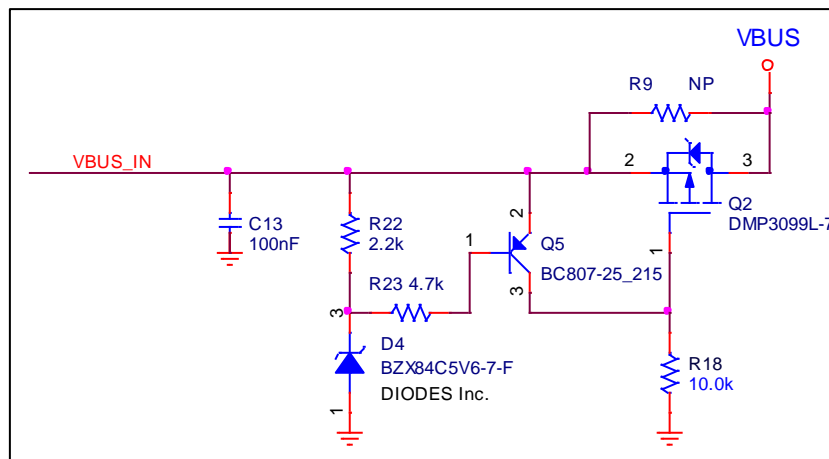 VBUS
R9 NP
VBUS_IN
2 3
C13
100nF
R22
2.2k
2
1
Q5
BC807-25_215
3
Q2
DMP3099L-7
1
R23 4.7k
3
D4
BZX84C5V6-7-F
DIODES Inc.
1
R18
10.0k